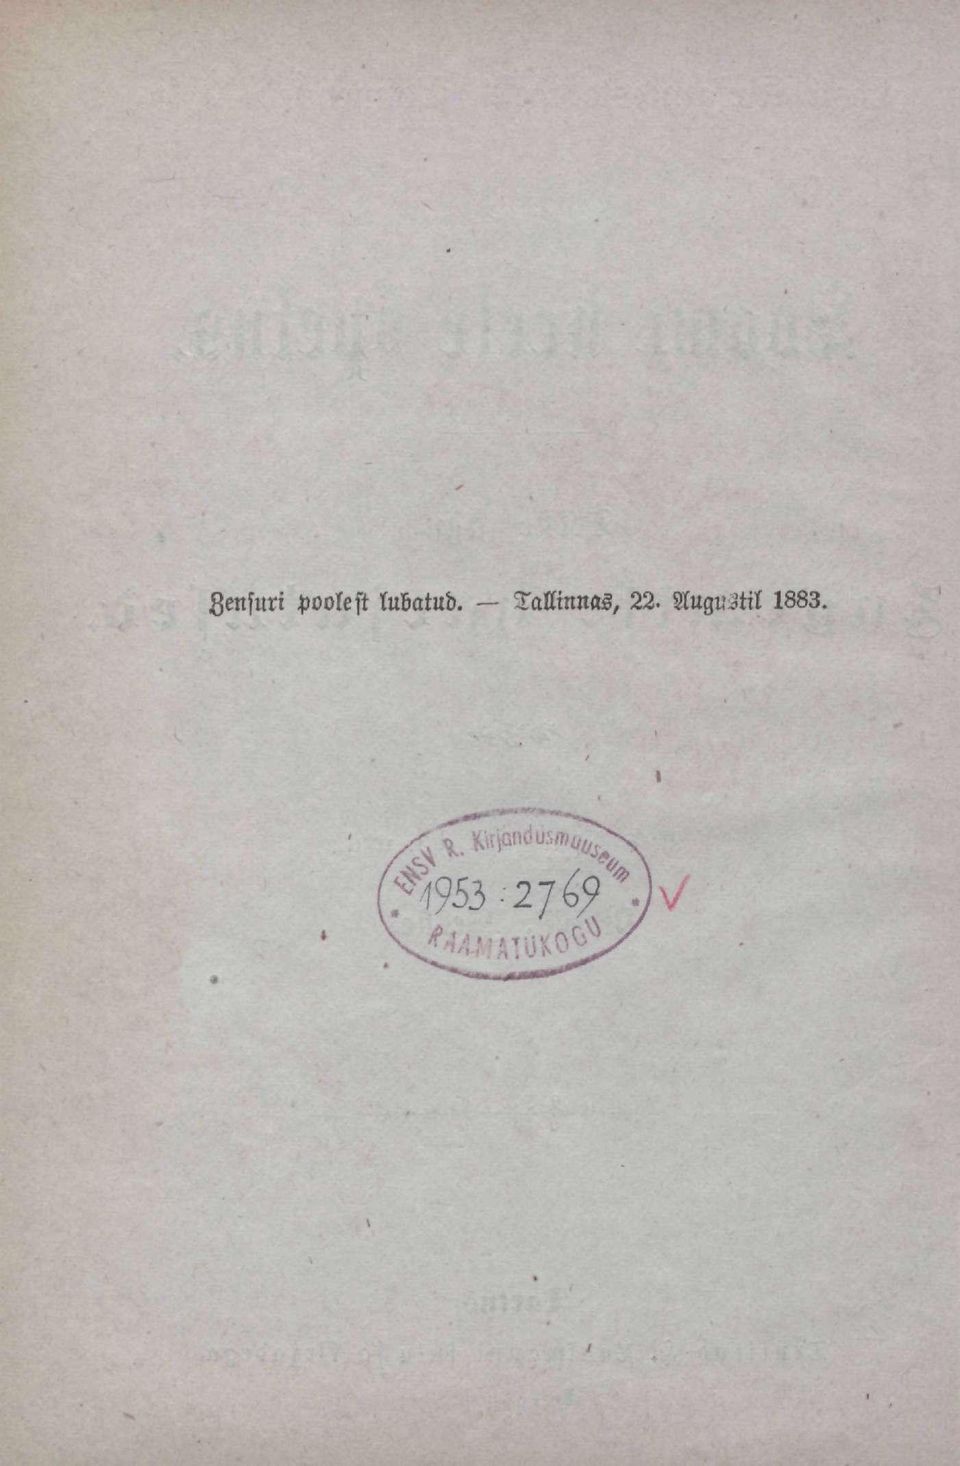 Zensuri poolest lubatud. — Tallinnas, 22. Augustil 1883.
ENSV R. Kirjandusmuuseum
1953 : 2769
RAAMATUKOGU